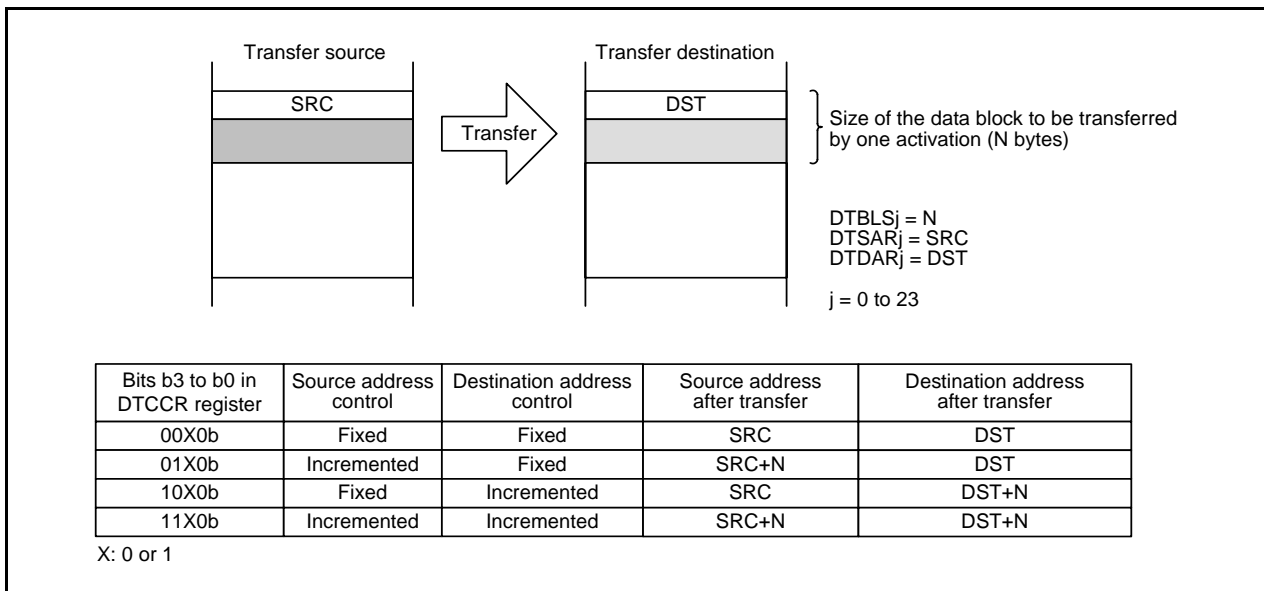 Transfer source
Transfer destination
SRC
DST
Transfer
Size of the data block to be transferred
by one activation (N bytes)
DTBLSj = N
DTSARj = SRC
DTDARj = DST
j = 0 to 23
Bits b3 to b0 in DTCCR register | Source address control | Destination address control | Source address after transfer | Destination address after transfer
00X0b | Fixed | Fixed | SRC | DST
01X0b | Incremented | Fixed | SRC+N | DST
10X0b | Fixed | Incremented | SRC | DST+N
11X0b | Incremented | Incremented | SRC+N | DST+N
X: 0 or 1